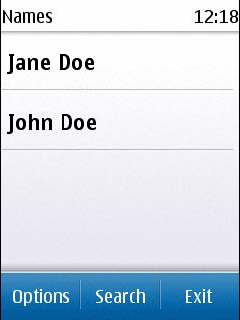 Names 12:18
Jane Doe
John Doe
Options Search Exit